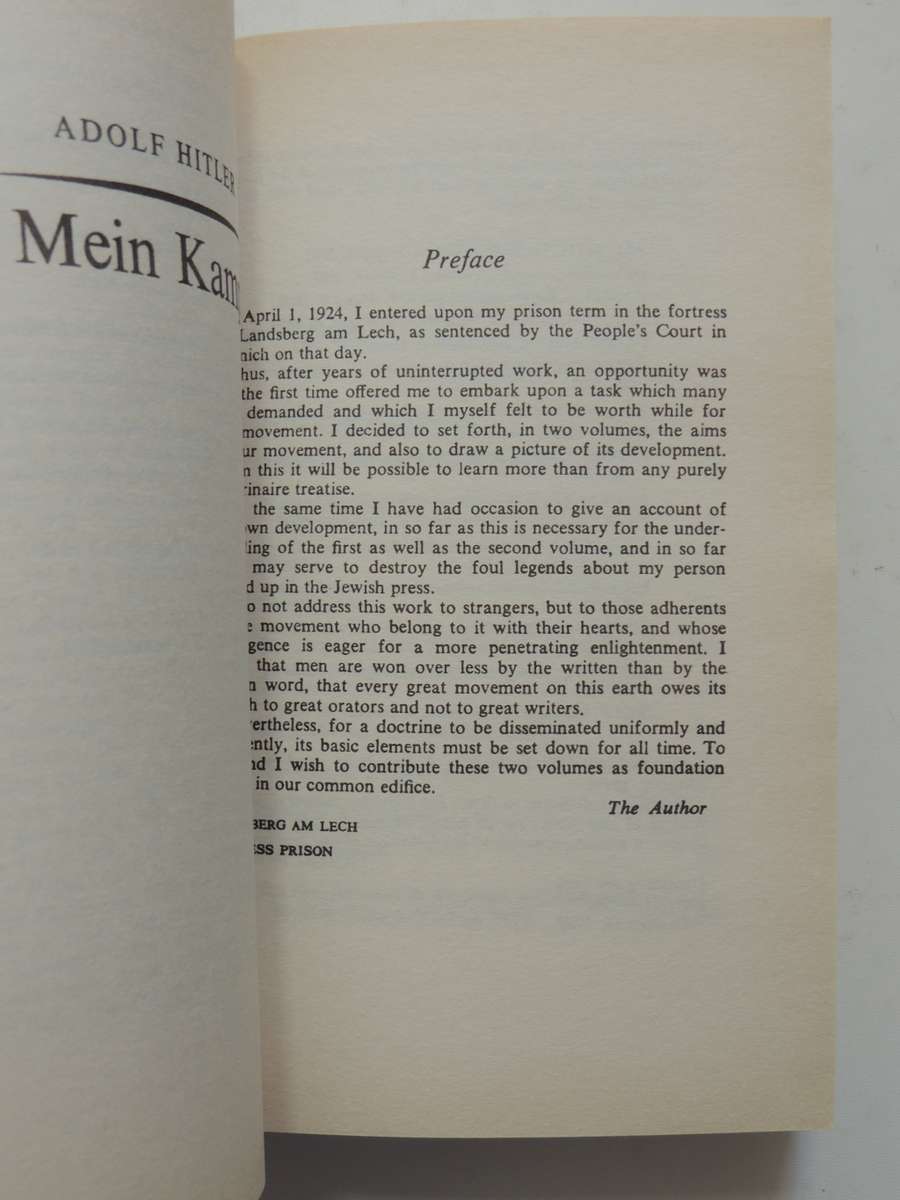 ADOLF HITLER
Mein Kam
Preface
April 1, 1924, I entered upon my prison term in the fortress
Landsberg am Lech, as sentenced by the People's Court in
nich on that day.
hus, after years of uninterrupted work, an opportunity was
the first time offered me to embark upon a task which many
demanded and which I myself felt to be worth while for
movement. I decided to set forth, in two volumes, the aims
ur movement, and also to draw a picture of its development.
n this it will be possible to learn more than from any purely
rinaire treatise.
the same time I have had occasion to give an account of
own development, in so far as this is necessary for the under-
ing of the first as well as the second volume, and in so far
may serve to destroy the foul legends about my person
d up in the Jewish press.
o not address this work to strangers, but to those adherents
e movement who belong to it with their hearts, and whose
gence is eager for a more penetrating enlightenment. I
that men are won over less by the written than by the
n word, that every great movement on this earth owes its
h to great orators and not to great writers.
vertheless, for a doctrine to be disseminated uniformly and
ently, its basic elements must be set down for all time. To
nd I wish to contribute these two volumes as foundation
in our common edifice.
The Author
BERG AM LECH
ESS PRISON